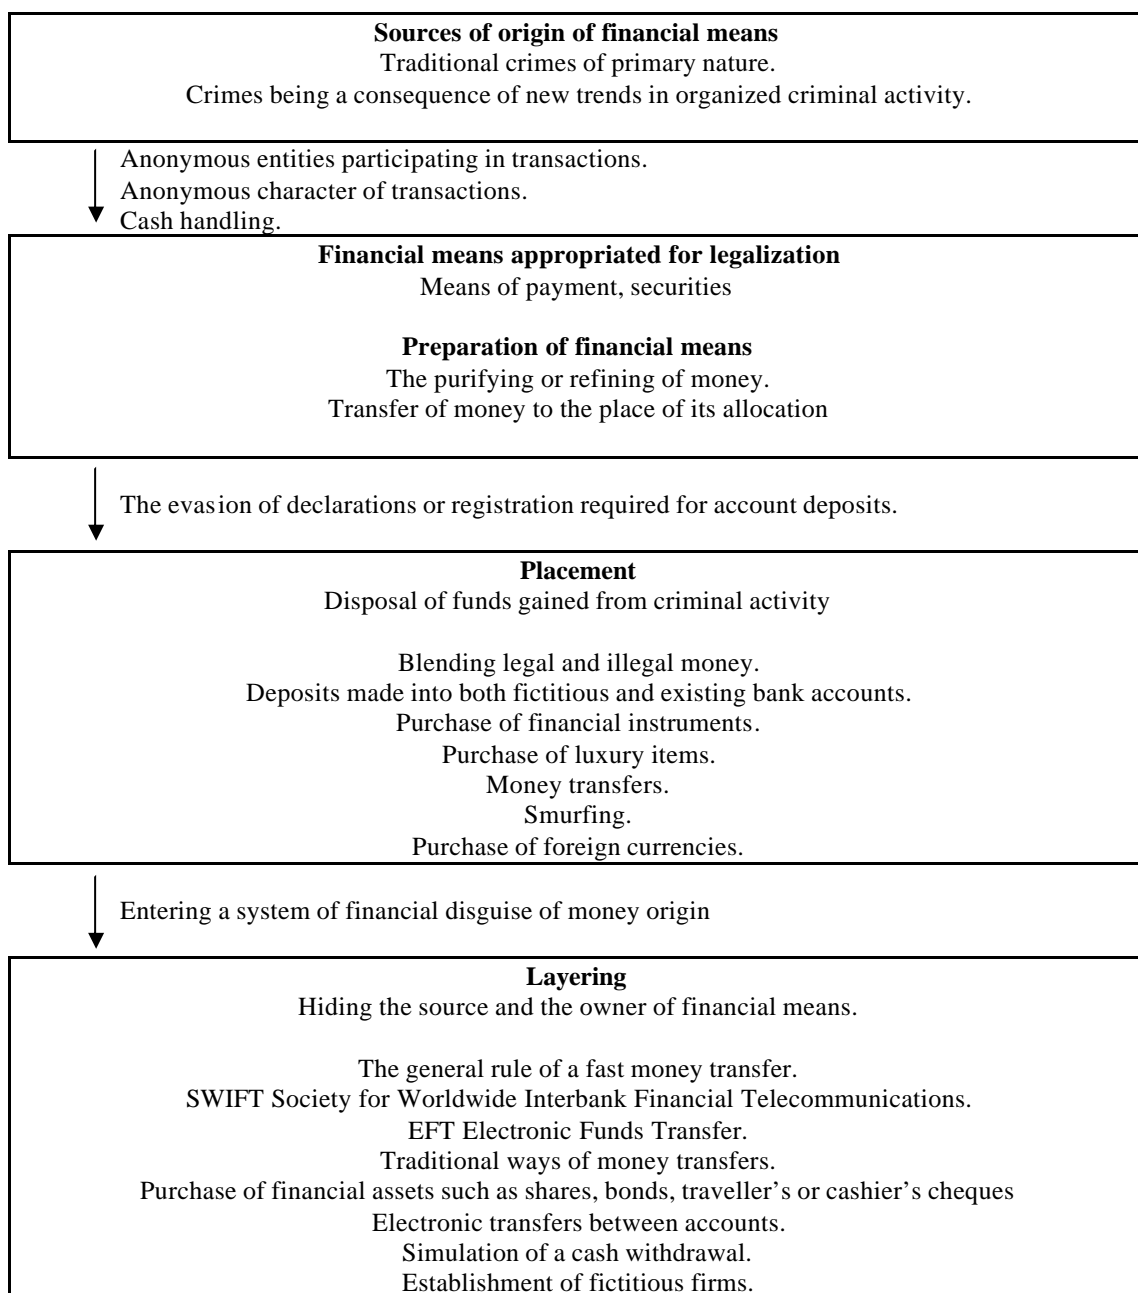 Sources of origin of financial means
Traditional crimes of primary nature.
Crimes being a consequence of new trends in organized criminal activity.
Anonymous entities participating in transactions.
Anonymous character of transactions.
Cash handling.
Financial means appropriated for legalization
Means of payment, securities
Preparation of financial means
The purifying or refining of money.
Transfer of money to the place of its allocation
The evasion of declarations or registration required for account deposits.
Placement
Disposal of funds gained from criminal activity
Blending legal and illegal money.
Deposits made into both fictitious and existing bank accounts.
Purchase of financial instruments.
Purchase of luxury items.
Money transfers.
Smurfing.
Purchase of foreign currencies.
Entering a system of financial disguise of money origin
Layering
Hiding the source and the owner of financial means.
The general rule of a fast money transfer.
SWIFT Society for Worldwide Interbank Financial Telecommunications.
EFT Electronic Funds Transfer.
Traditional ways of money transfers.
Purchase of financial assets such as shares, bonds, traveller’s or cashier’s cheques
Electronic transfers between accounts.
Simulation of a cash withdrawal.
Establishment of fictitious firms.